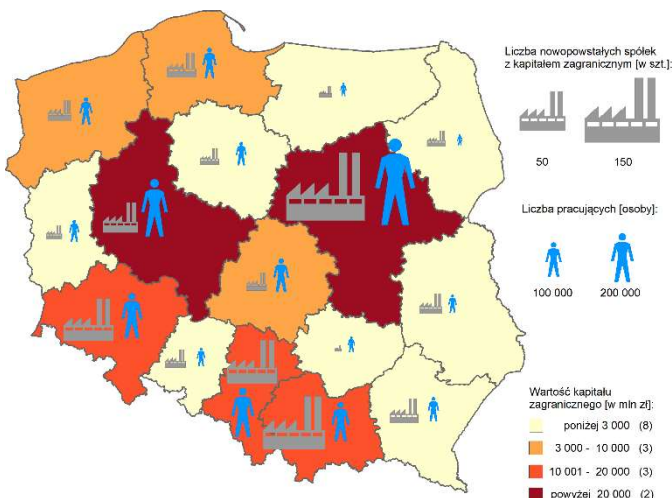 Liczba nowopowstałych spółek
z kapitałem zagranicznym [w szt.]:
50 150
Liczba pracujących [osoby]:
100 000 200 000
Wartość kapitału
zagranicznego [w mln zł]:
poniżej 3 000 (8)
3 000 - 10 000 (3)
10 001 - 20 000 (3)
powyżej 20 000 (2)